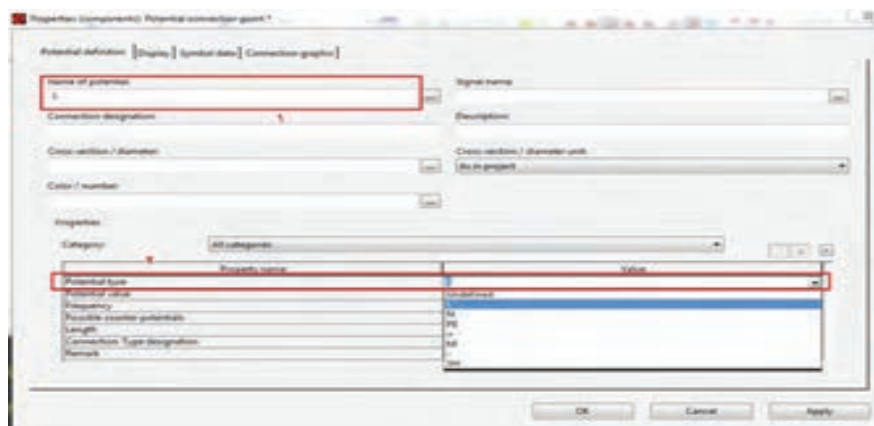 Properties (components): Potential connection point *
Potential definition Display Symbol data Connection graphic
Name of potential:
Signal name:
Connection designation:
Description:
Cross-section / diameter:
Cross-section / diameter unit:
As in project
Color / number:
Properties
Category:
All categories
Property name
Value
Potential type
Potential value
Undefined
Frequency
N
Possible counter potentials
PE
Length
+
Connection: Type designation
Remark
OK
Cancel
Apply